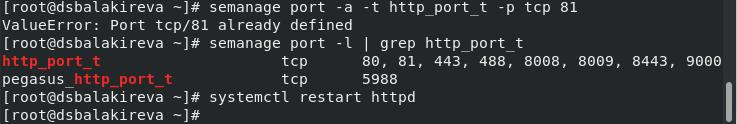 [root@dsbalakireva ~]# semanage port -a -t http_port_t -p tcp 81
ValueError: Port tcp/81 already defined
[root@dsbalakireva ~]# semanage port -l | grep http_port_t
http_port_t                    tcp      80, 81, 443, 488, 8008, 8009, 8443, 9000
pegasus_http_port_t            tcp      5988
[root@dsbalakireva ~]# systemctl restart httpd
[root@dsbalakireva ~]#